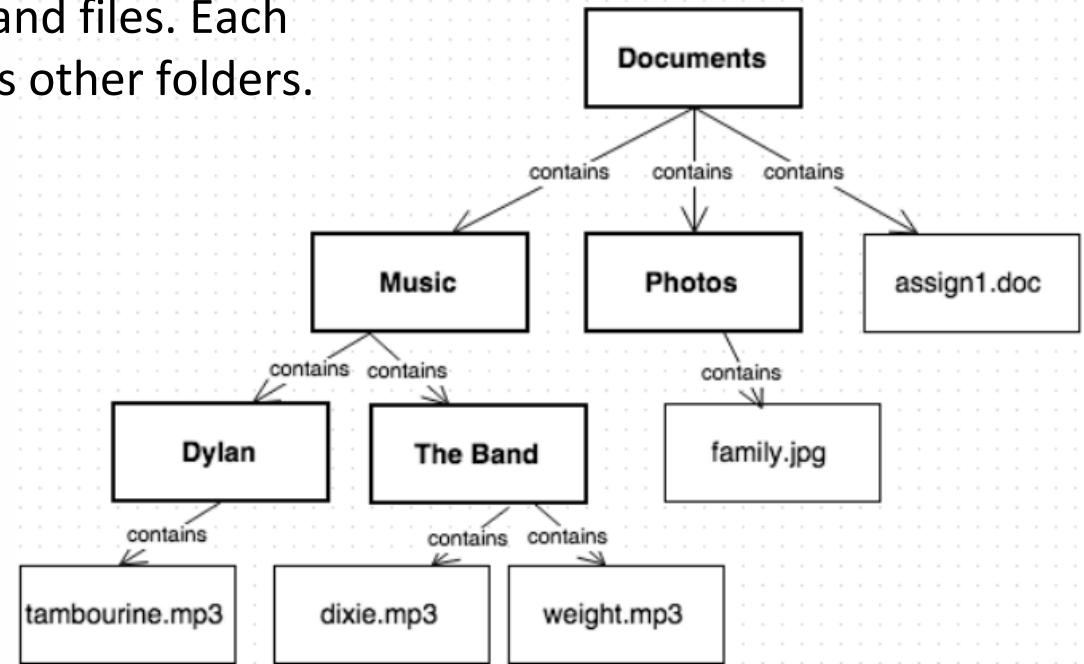 and files. Each
s other folders.
Documents
contains contains contains
Music Photos assign1.doc
contains contains contains
Dylan The Band family.jpg
contains contains contains
tambourine.mp3 dixie.mp3 weight.mp3